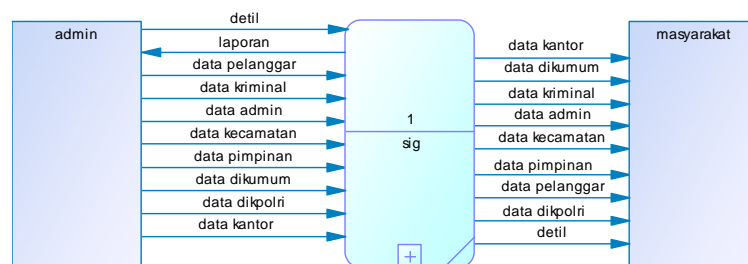 admin
detil
laporan
data pelanggar
data kriminal
data admin
data kecamatan
data pimpinan
data dikumum
data dikpolri
data kantor
1
sig
data kantor
data dikumum
data kriminal
data admin
data kecamatan
data pimpinan
data pelanggar
data dikpolri
detil
masyarakat